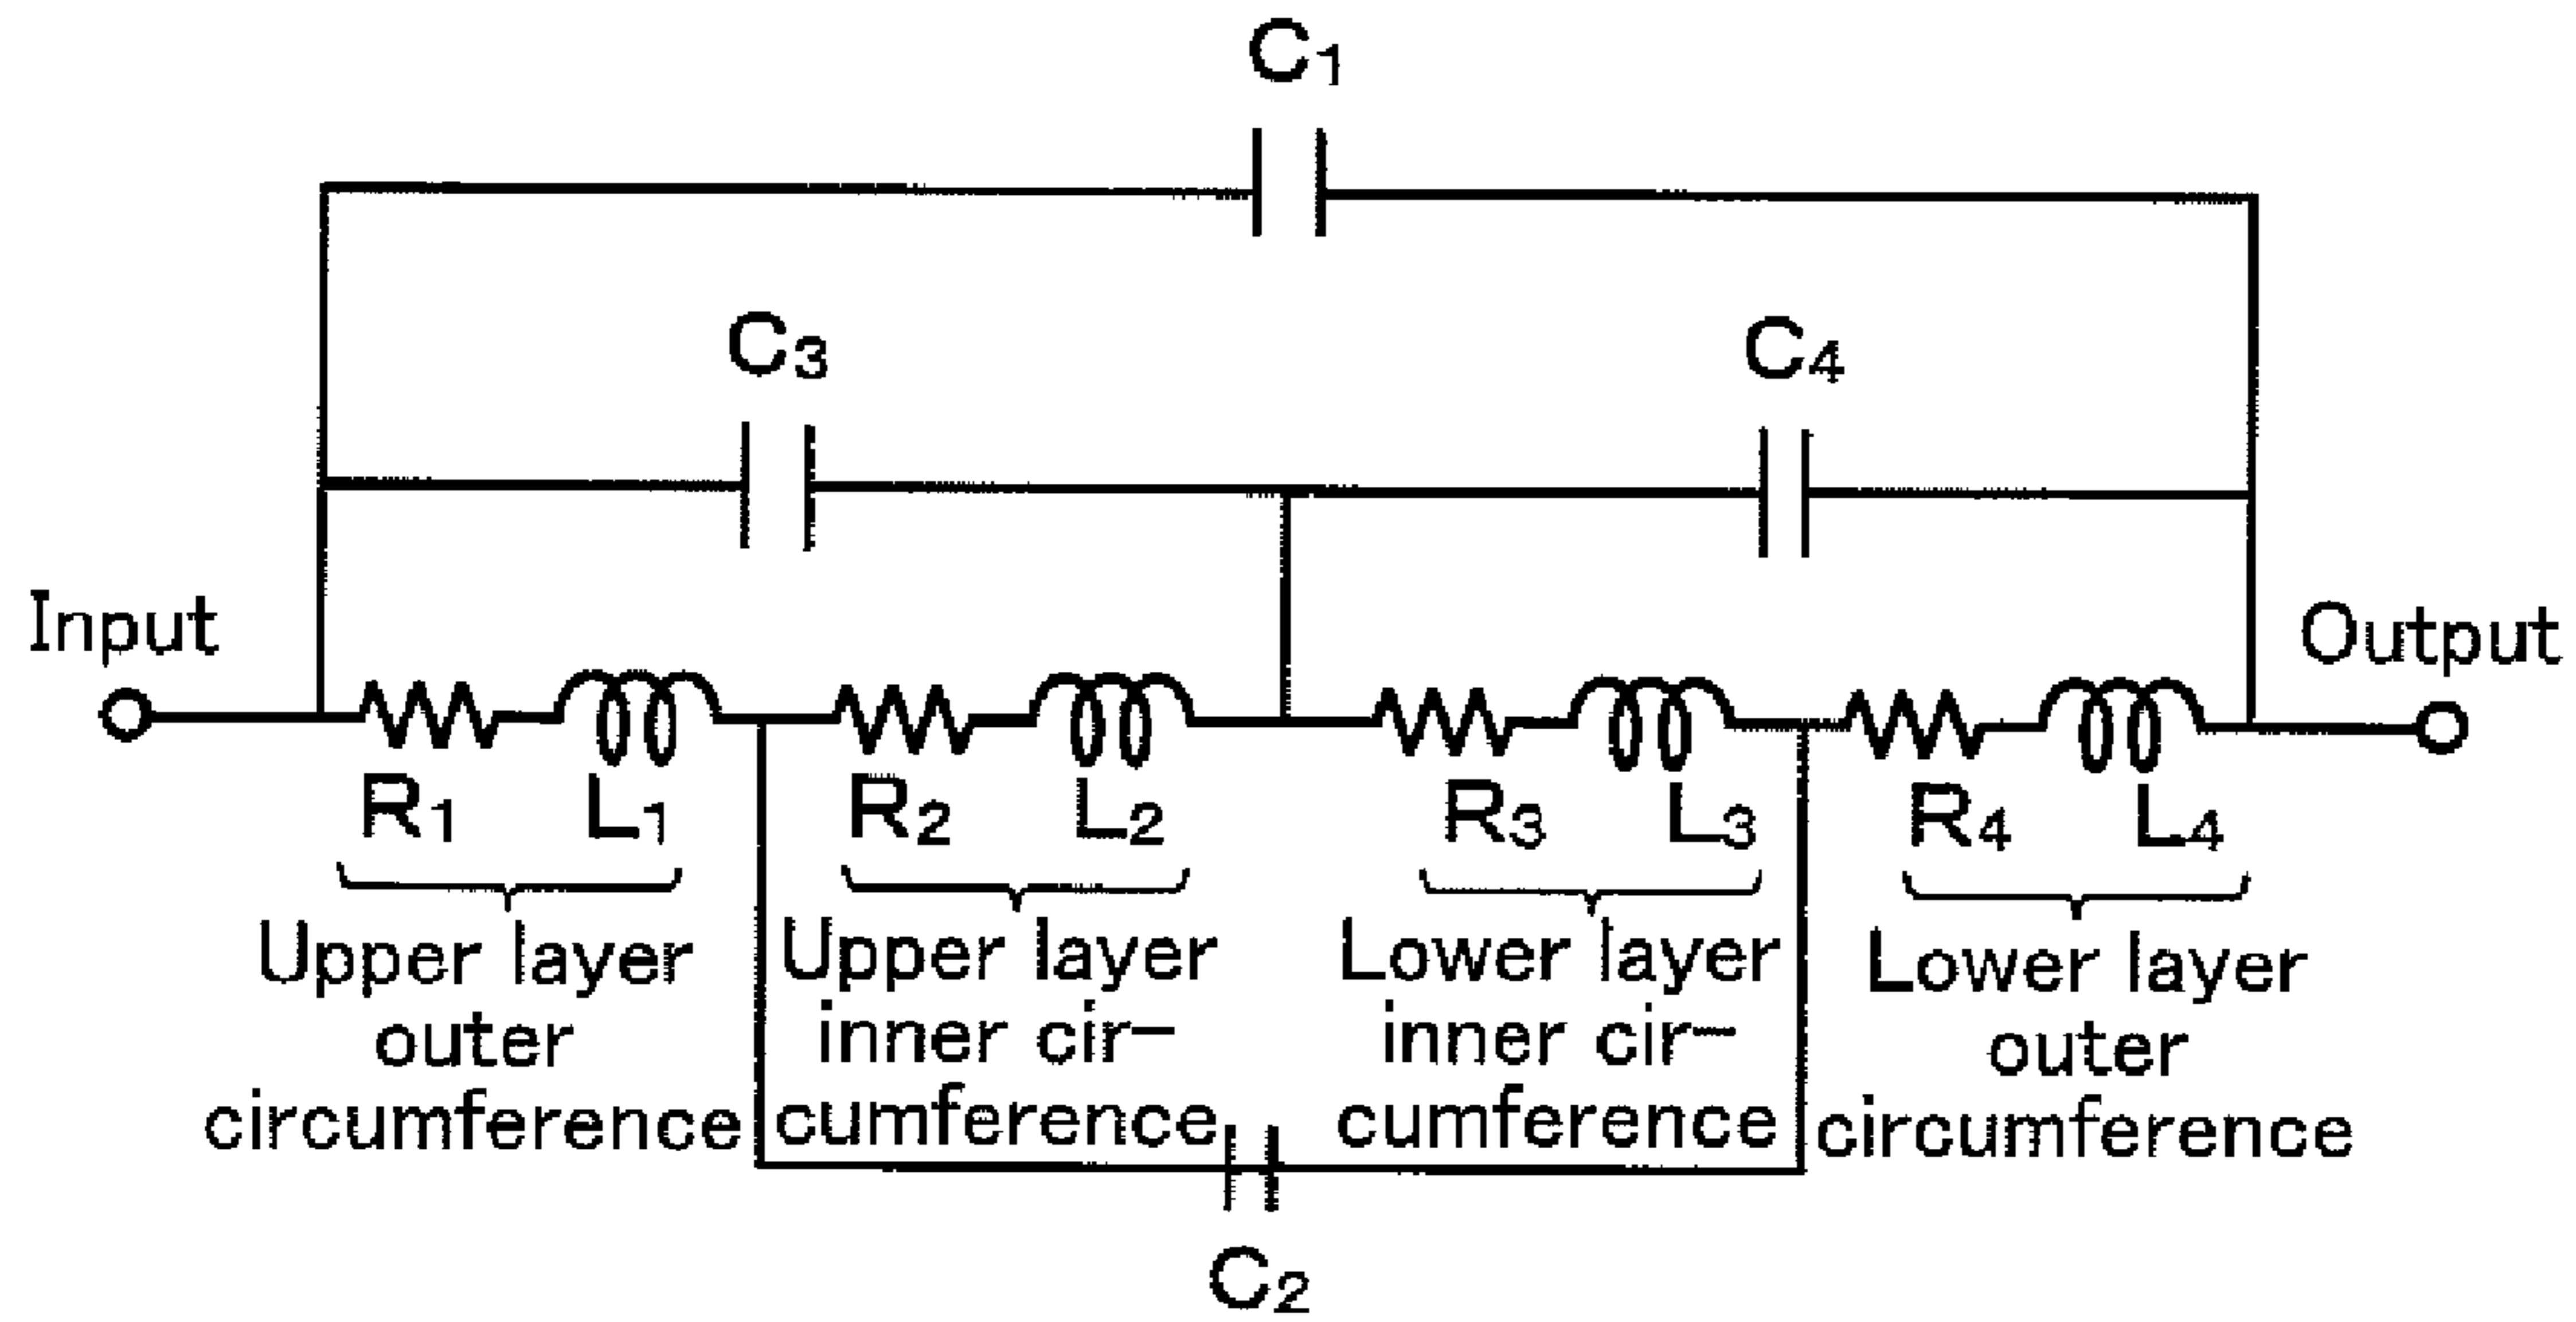 C1
C3
C4
Input
Output
R1
L1
R2
L2
R3
L3
R4
L4
Upper layer
outer
circumference
Upper layer
inner cir-
cumference
Lower layer
inner cir-
cumference
Lower layer
outer
circumference
C2